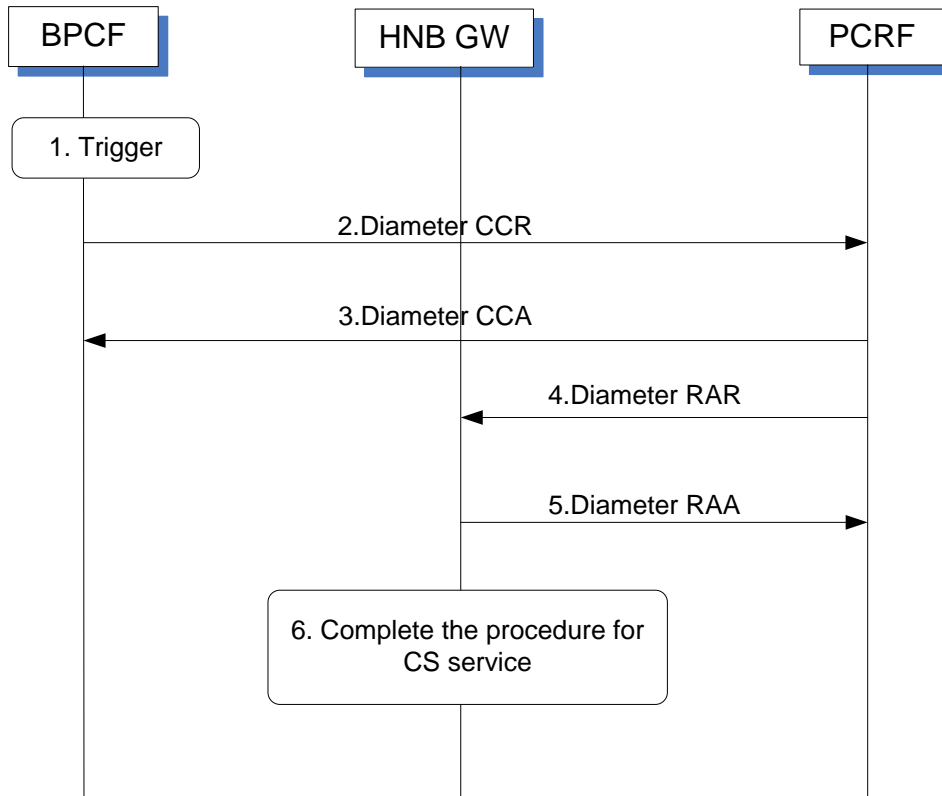 BPCF
HNB GW
PCRF
1. Trigger
2.Diameter CCR
3.Diameter CCA
4.Diameter RAR
5.Diameter RAA
6. Complete the procedure for
CS service